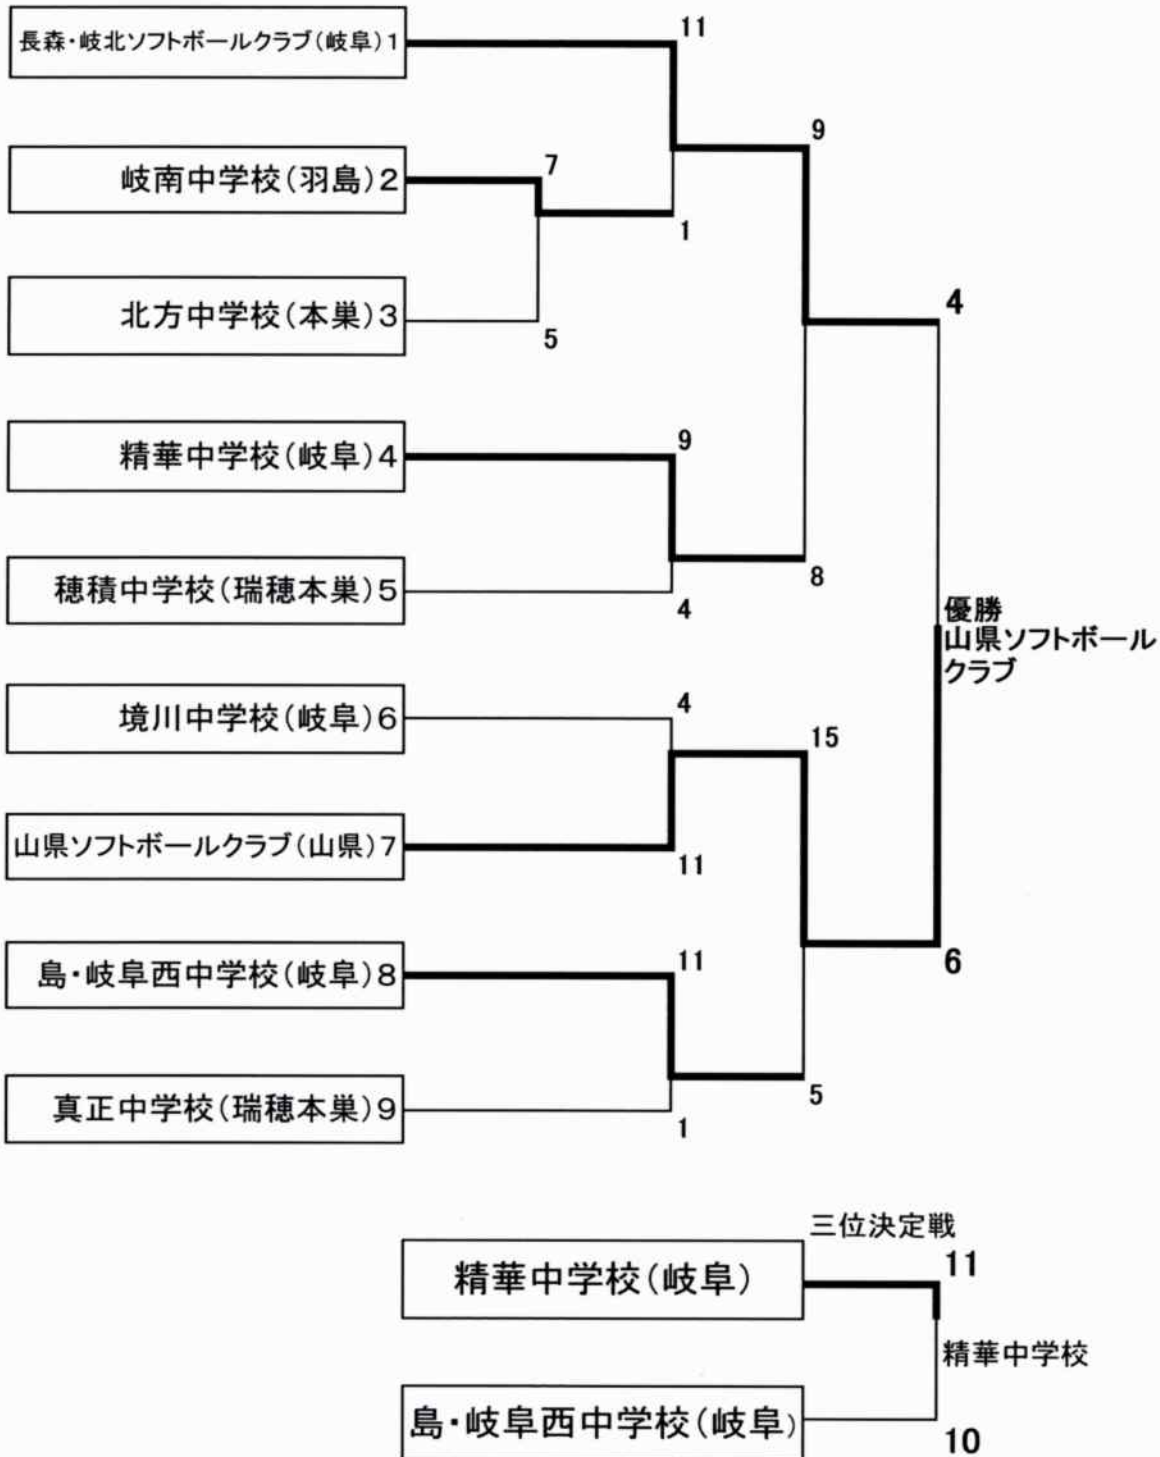 長森・岐北ソフトボールクラブ(岐阜)1
11
9
岐南中学校(羽島)2
7
1
北方中学校(本巣)3
5
4
精華中学校(岐阜)4
9
8
穂積中学校(瑞穂本巣)5
4
優勝
山県ソフトボール
クラブ
境川中学校(岐阜)6
4
15
山県ソフトボールクラブ(山県)7
11
島・岐阜西中学校(岐阜)8
11
6
真正中学校(瑞穂本巣)9
1
5
三位決定戦
精華中学校(岐阜)
11
精華中学校
島・岐阜西中学校(岐阜)
10